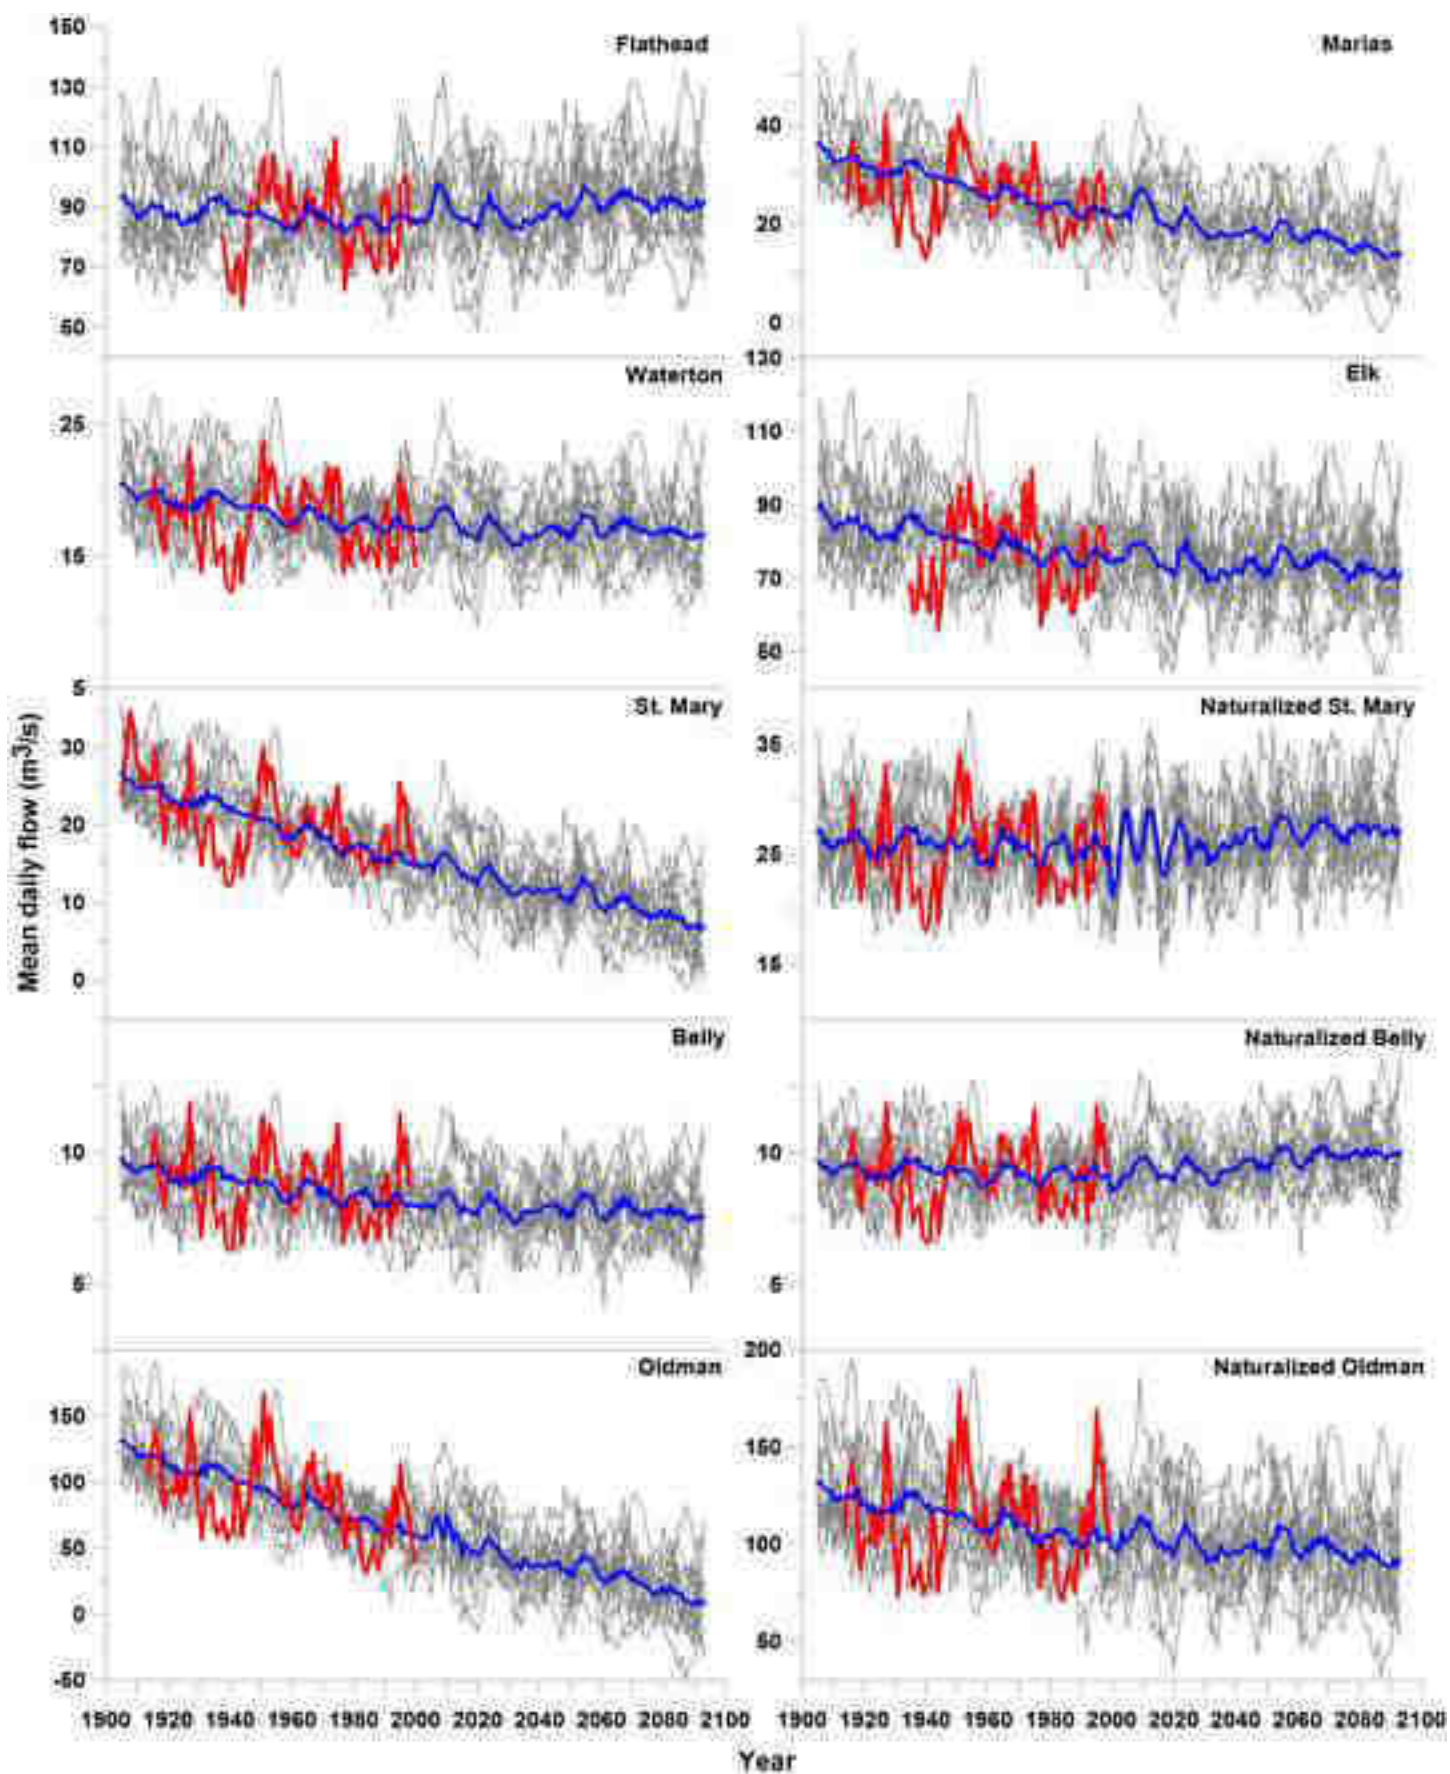 Flathead
150
130
110
90
70
50
Marias
40
20
0
Waterton
25
15
5
Elk
130
110
90
70
50
St. Mary
30
20
10
0
Naturalized St. Mary
35
25
15
Belly
10
5
Naturalized Belly
10
5
Oldman
150
100
50
0
-50
Naturalized Oldman
200
150
100
50
Mean daily flow (m3/s)
1900 1920 1940 1960 1980 2000 2020 2040 2060 2080 2100
1900 1920 1940 1960 1980 2000 2020 2040 2060 2080 2100
Year